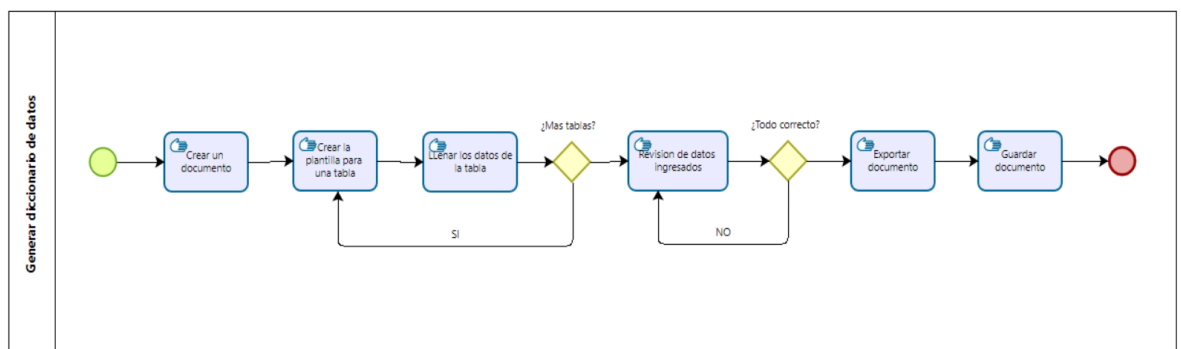 Generar diccionario de datos
¿Mas tablas?
¿Todo correcto?
Crear un
documento
Crear la
plantilla para
una tabla
LLenar los datos de
la tabla
Revision de datos
ingresados
Exportar
documento
Guardar
documento
SI
NO